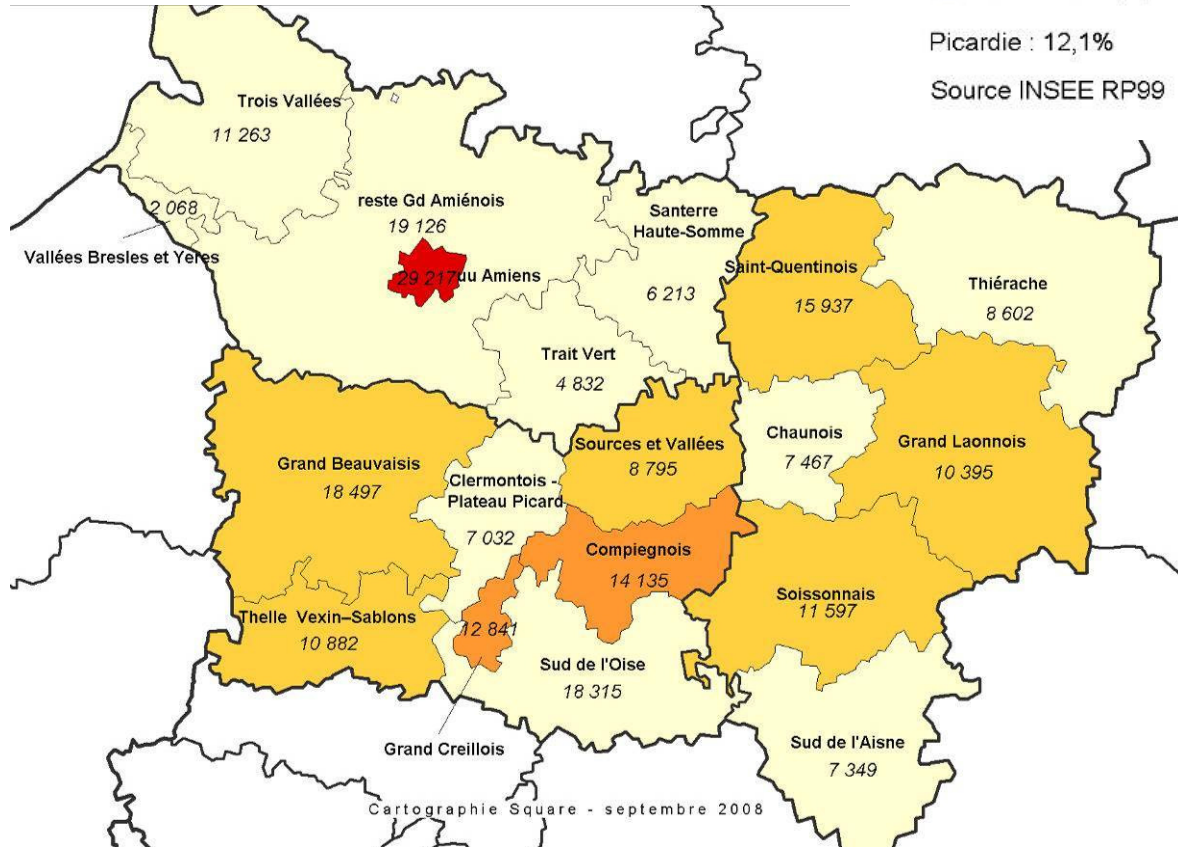 Picardie : 12,1%
Source INSEE RP99
Trois Vallées
11 263
2 068
Vallées Bresles et Yeres
reste Gd Amiénois
19 126
29 217
uu Amiens
Santerre
Haute-Somme
6 213
Saint-Quentinois
15 937
Thiérache
8 602
Trait Vert
4 832
Grand Beauvaisis
18 497
Clermontois -
Plateau Picard
7 032
Sources et Vallées
8 795
Chaunois
7 467
Grand Laonnois
10 395
Compiegnois
14 135
Soissonnais
11 597
Thelle Vexin–Sablons
10 882
12 841
Grand Creillois
Sud de l'Oise
18 315
Sud de l'Aisne
7 349
Cartographie Square - septembre 2008